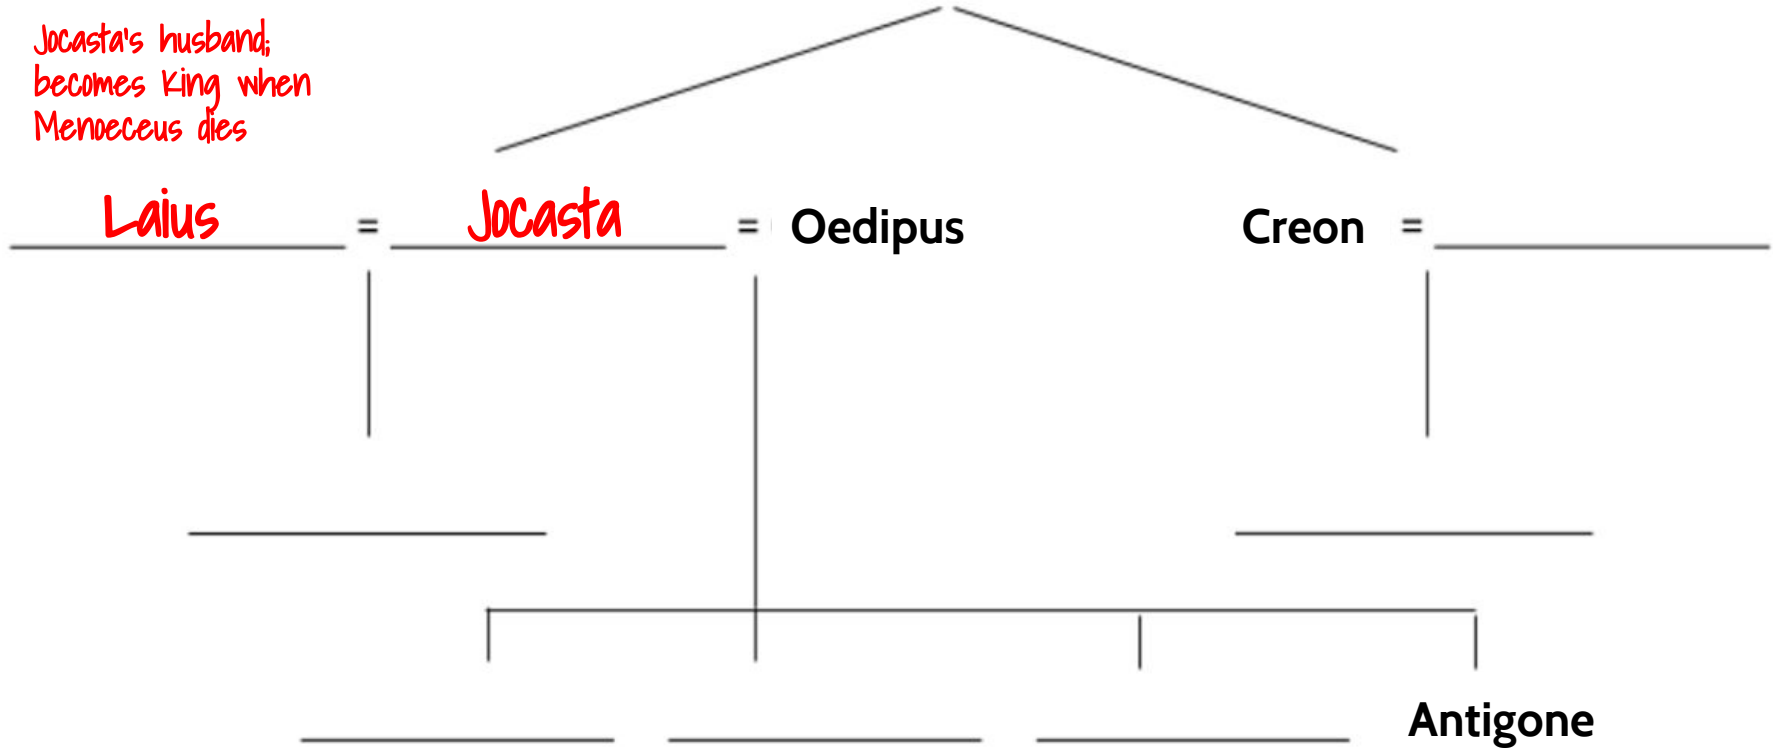 Jocasta's husband;
becomes King when
Menoeceus dies
Laius = Jocasta = Oedipus Creon =
Antigone